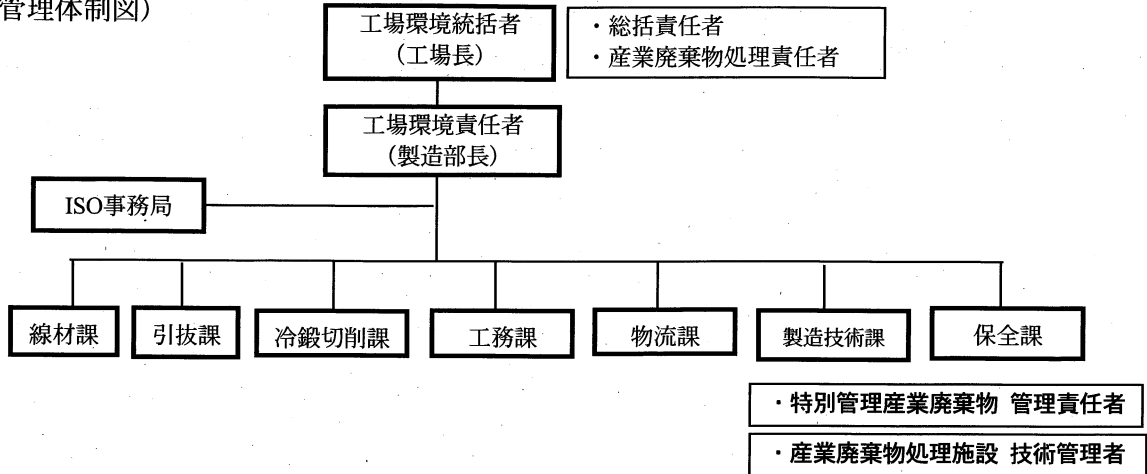 管理体制図）
工場環境統括者
（工場長）
・総括責任者
・産業廃棄物処理責任者
工場環境責任者
（製造部長）
ISO事務局
線材課
引抜課
冷鍛切削課
工務課
物流課
製造技術課
保全課
・特別管理産業廃棄物 管理責任者
・産業廃棄物処理施設 技術管理者